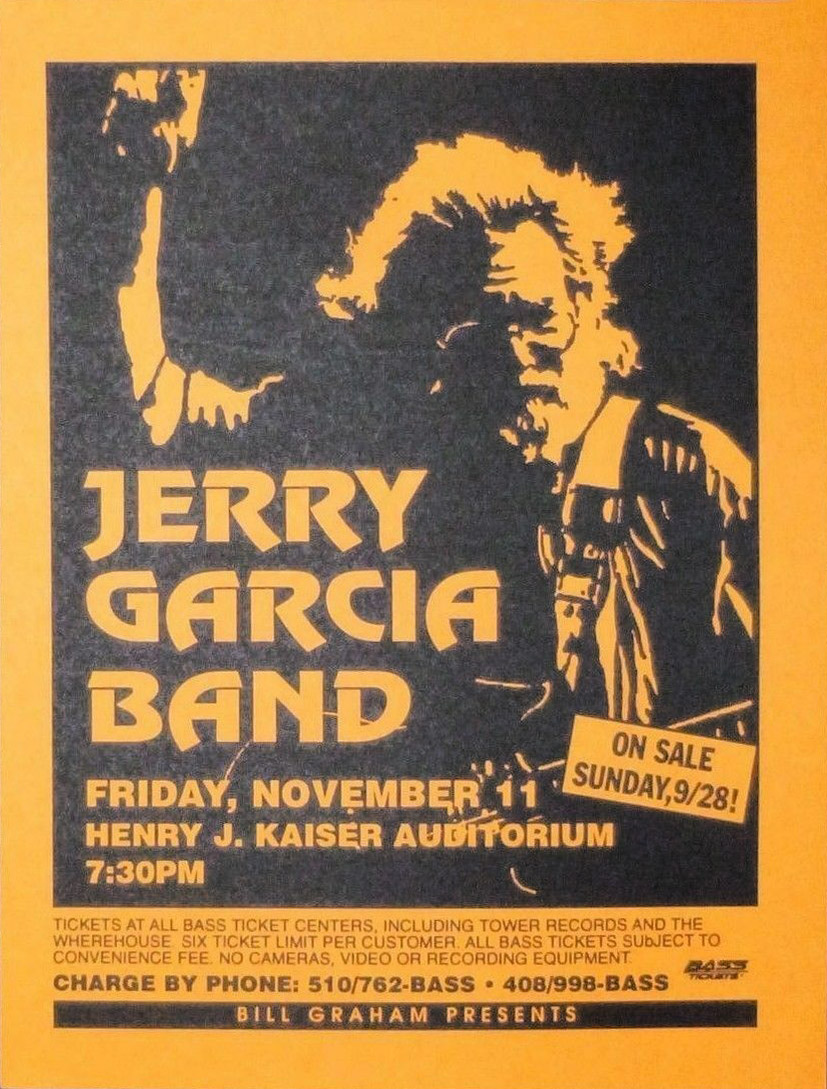 JERRY
GARCIA
BAND
ON SALE
SUNDAY,9/28!
FRIDAY, NOVEMBER 11
HENRY J. KAISER AUDITORIUM
7:30PM
TICKETS AT ALL BASS TICKET CENTERS, INCLUDING TOWER RECORDS AND THE
WHEREHOUSE. SIX TICKET LIMIT PER CUSTOMER. ALL BASS TICKETS SUBJECT TO
CONVENIENCE FEE. NO CAMERAS, VIDEO OR RECORDING EQUIPMENT.
BASS
TICKETS
CHARGE BY PHONE: 510/762-BASS • 408/998-BASS
BILL GRAHAM PRESENTS